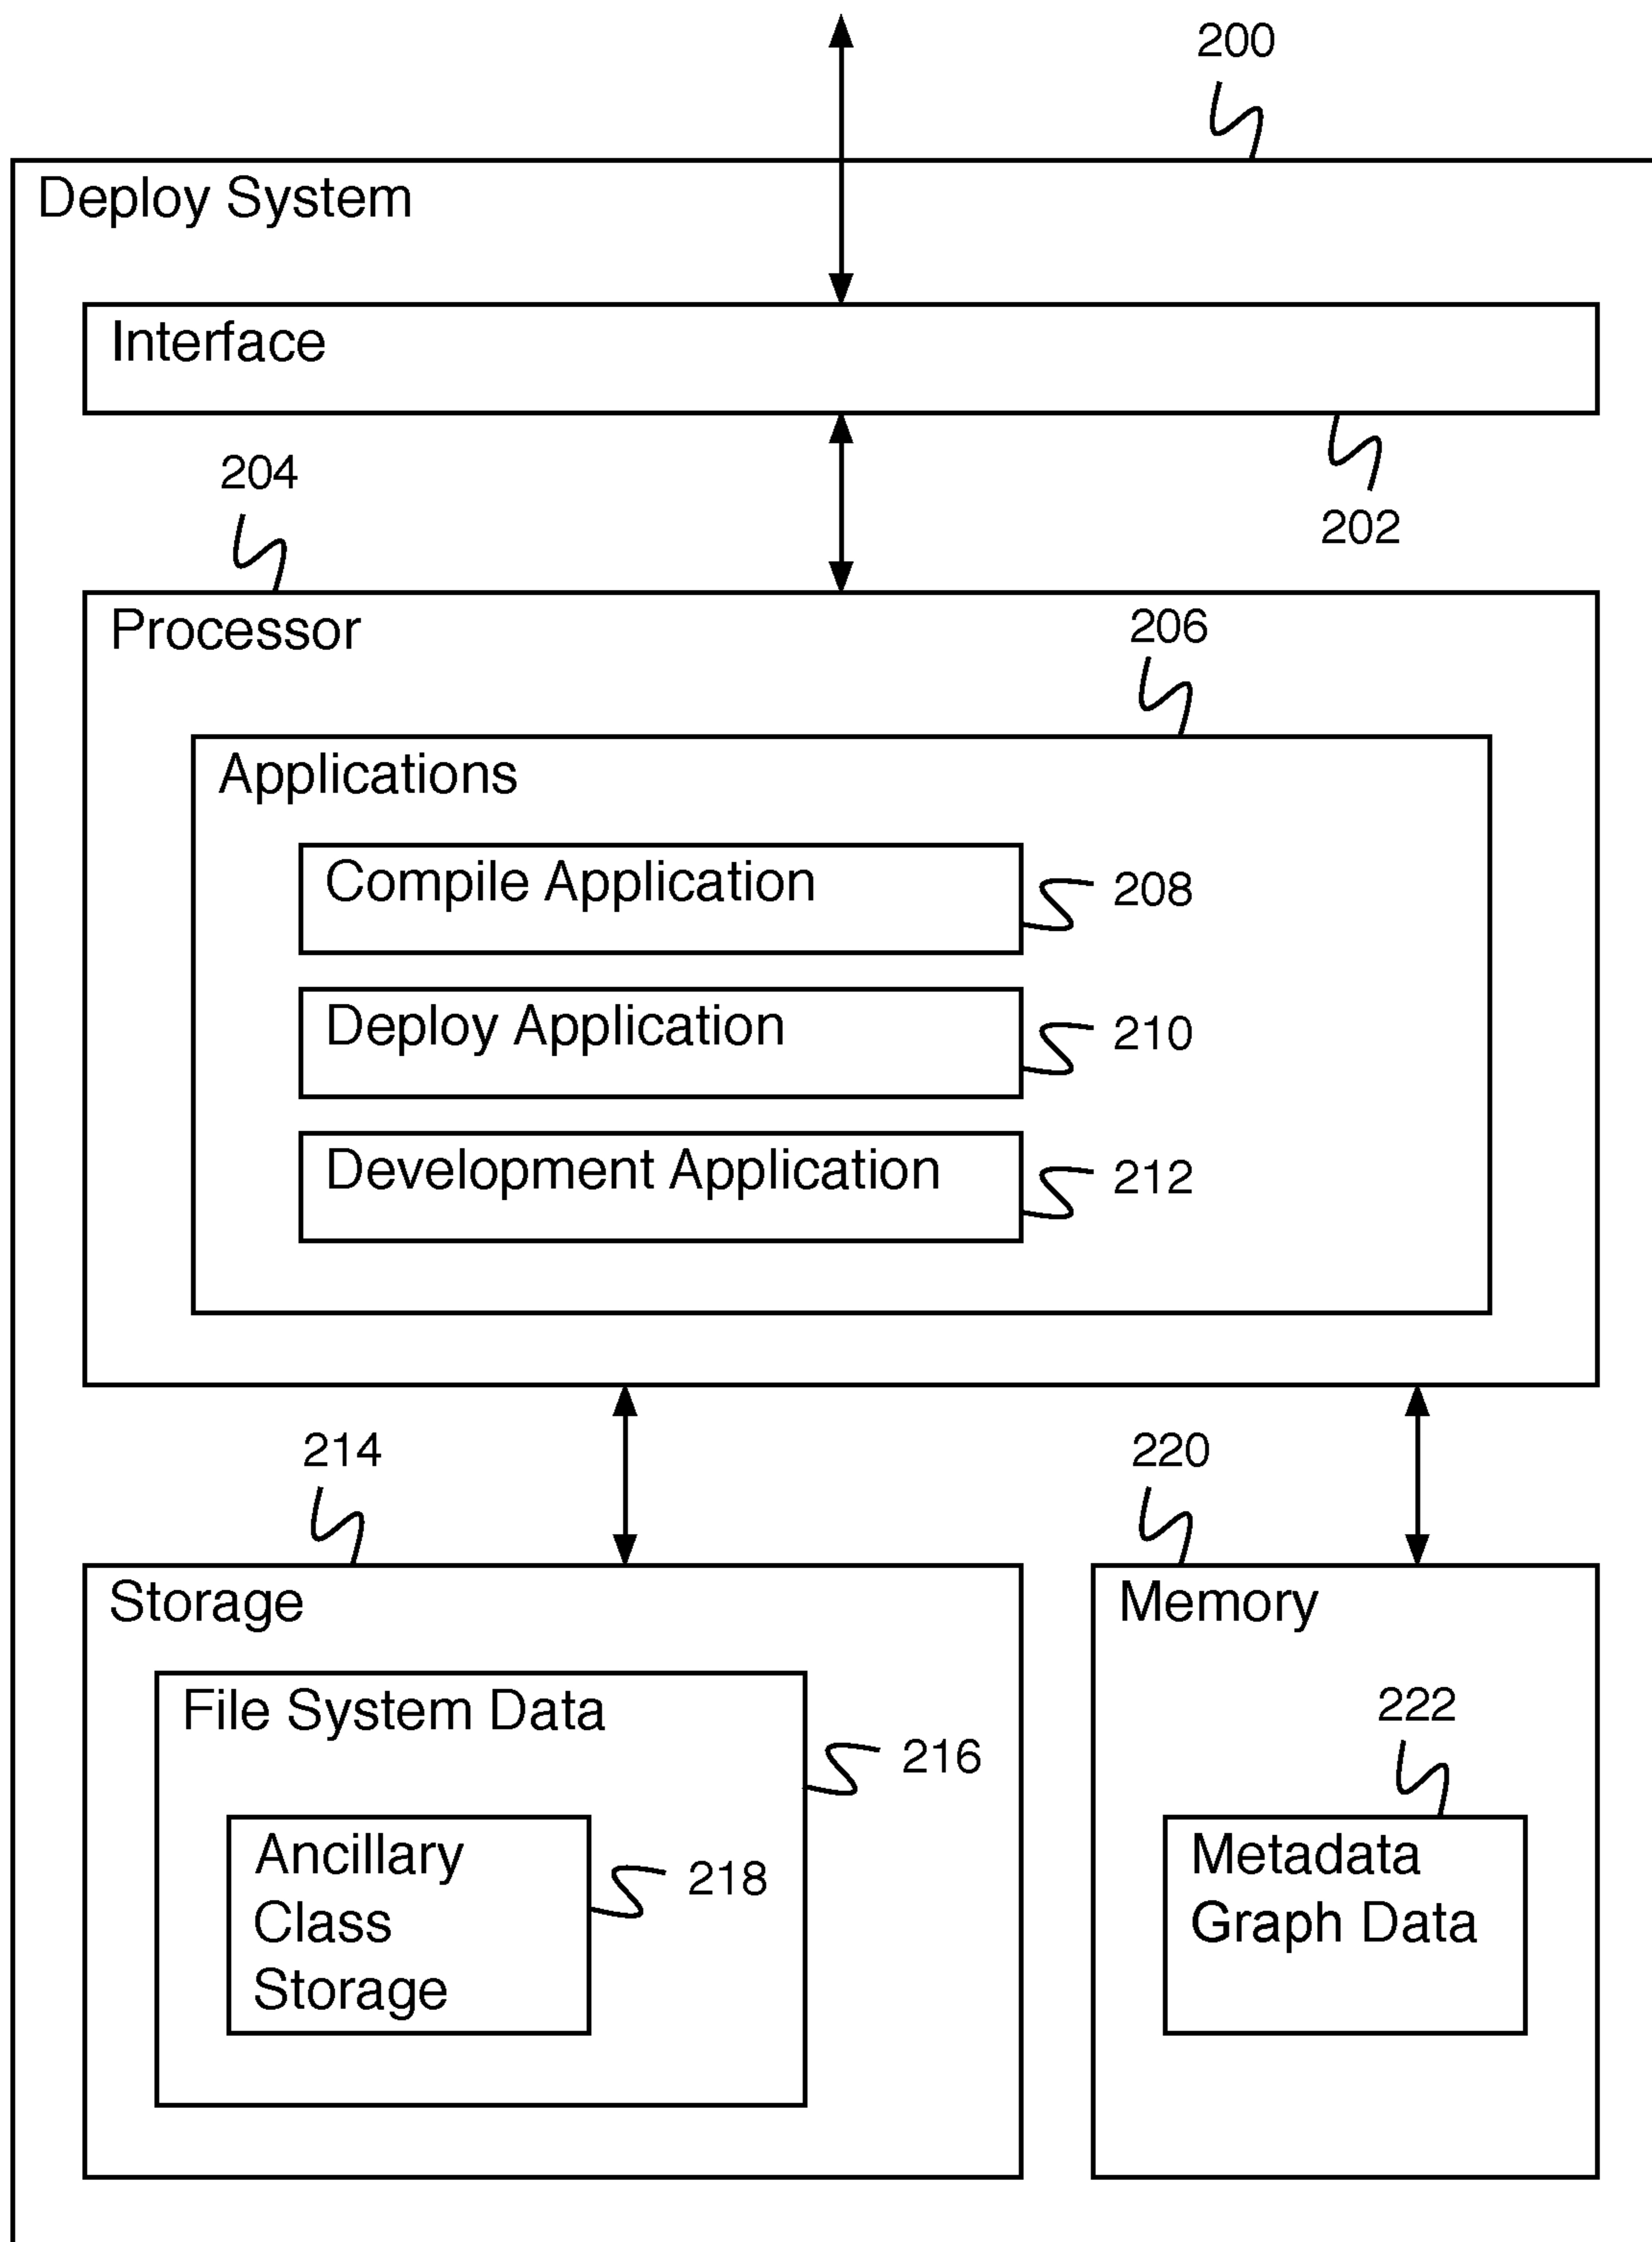 200
Deploy System
Interface
202
204
Processor
206
Applications
Compile Application
208
Deploy Application
210
Development Application
212
214
220
Storage
Memory
File System Data
216
222
Ancillary
Class
Storage
218
Metadata
Graph Data